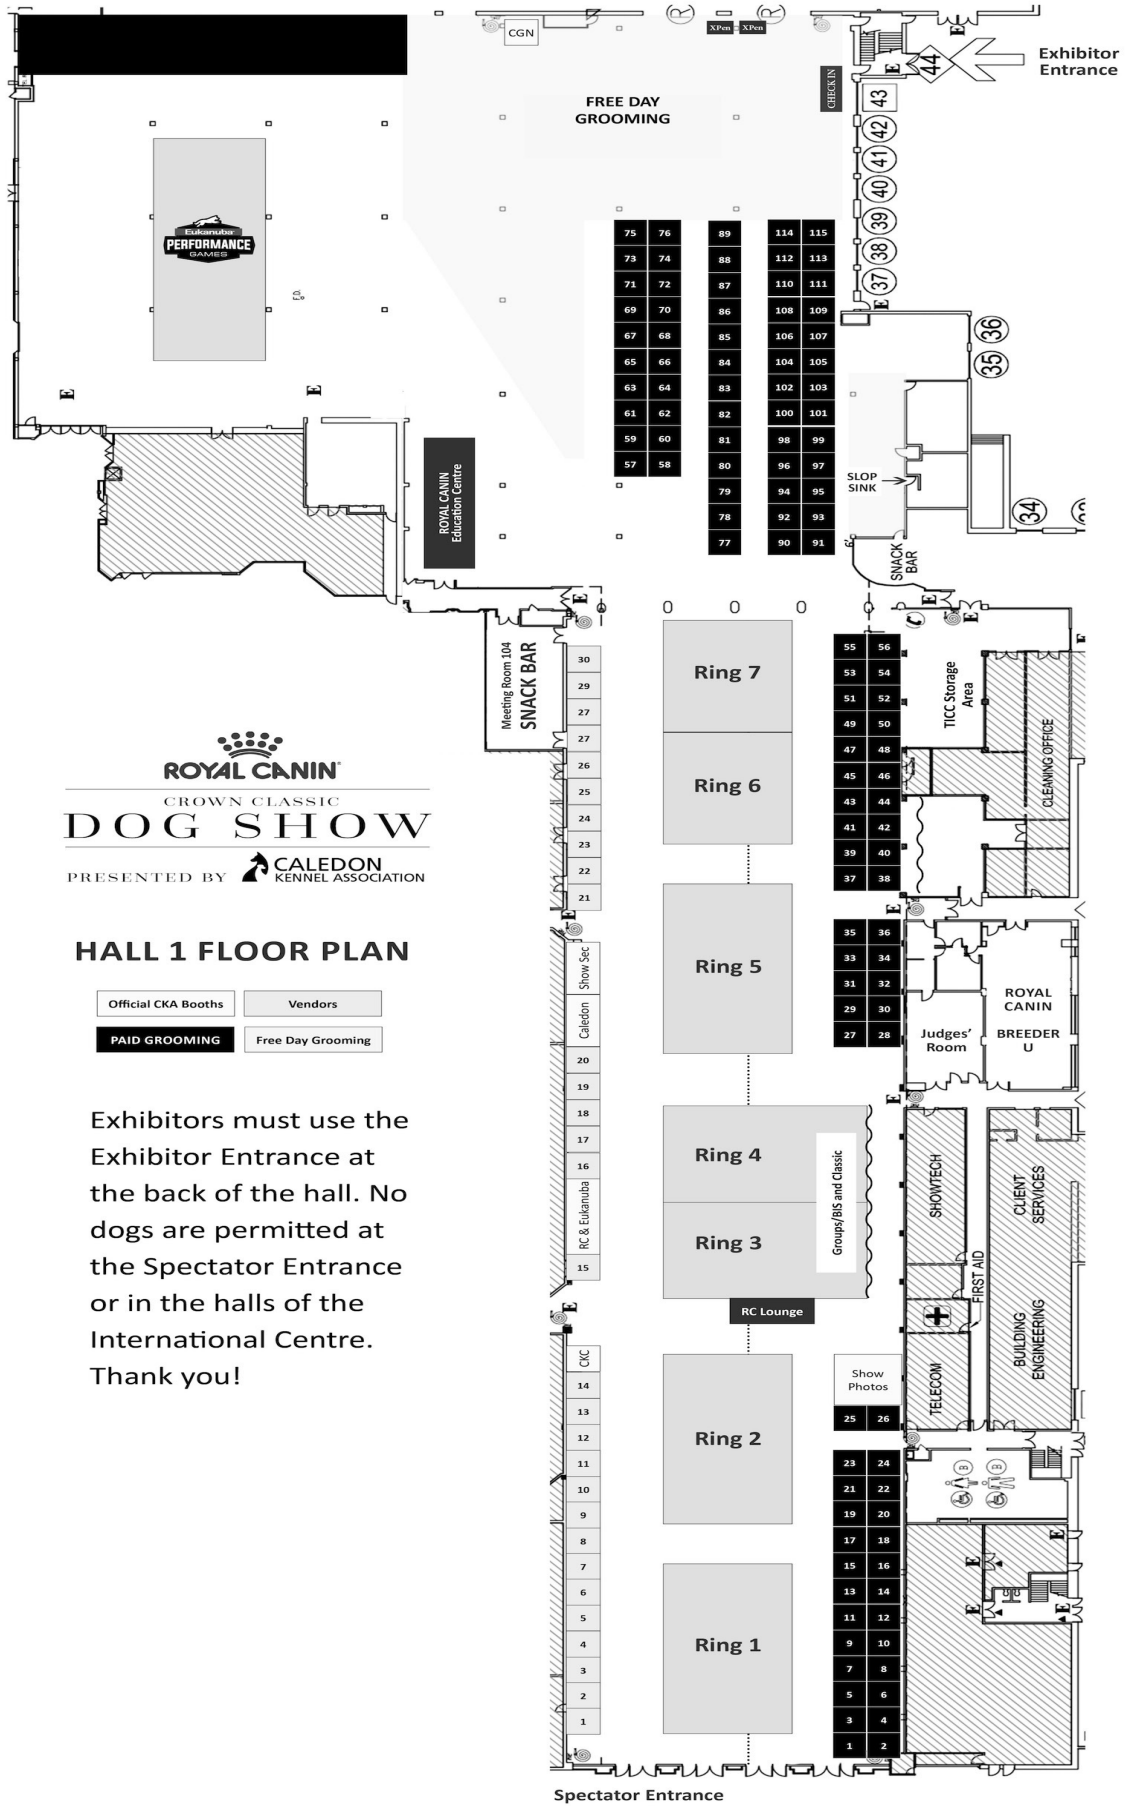 CGN
XPen
XPen
E
Exhibitor
Entrance
44
E
CHECK IN
FREE DAY
GROOMING
43
42
41
40
39
38
37
E
36
35
34
Eukanuba
PERFORMANCE
GAMES
F.D.
E
E
75 76
73 74
71 72
69 70
67 68
65 66
63 64
61 62
59 60
57 58
89
88
87
86
85
84
83
82
81
80
79
78
77
114 115
112 113
110 111
108 109
106 107
104 105
102 103
100 101
98 99
96 97
94 95
92 93
90 91
SLOP
SINK
SNACK
BAR
ROYAL CANIN
Education Centre
E
E
E
E
Meeting Room 104
SNACK BAR
30
29
27
27
26
25
24
23
22
21
E
Show Sec
Caledon
20
19
18
17
16
RC & Eukanuba
15
E
CKC
14
13
12
11
10
9
8
7
6
5
4
3
2
1
Ring 7
Ring 6
Ring 5
Ring 4
Ring 3
Groups/BIS and Classic
RC Lounge
Ring 2
Ring 1
55 56
53 54
51 52
49 50
47 48
45 46
43 44
41 42
39 40
37 38
E
35 36
33 34
31 32
29 30
27 28
E
Show
Photos
25 26
23 24
21 22
19 20
17 18
15 16
13 14
11 12
9 10
7 8
5 6
3 4
1 2
TICC Storage
Area
CLEANING OFFICE
Judges'
Room
ROYAL
CANIN
BREEDER
U
SHOWTECH
CLIENT
SERVICES
FIRST AID
TELECOM
BUILDING
ENGINEERING
B
B
E
E
E
E
ROYAL CANIN
CROWN CLASSIC
DOG SHOW
PRESENTED BY CALEDON
KENNEL ASSOCIATION
HALL 1 FLOOR PLAN
Official CKA Booths
Vendors
PAID GROOMING
Free Day Grooming
Exhibitors must use the
Exhibitor Entrance at
the back of the hall. No
dogs are permitted at
the Spectator Entrance
or in the halls of the
International Centre.
Thank you!
Spectator Entrance